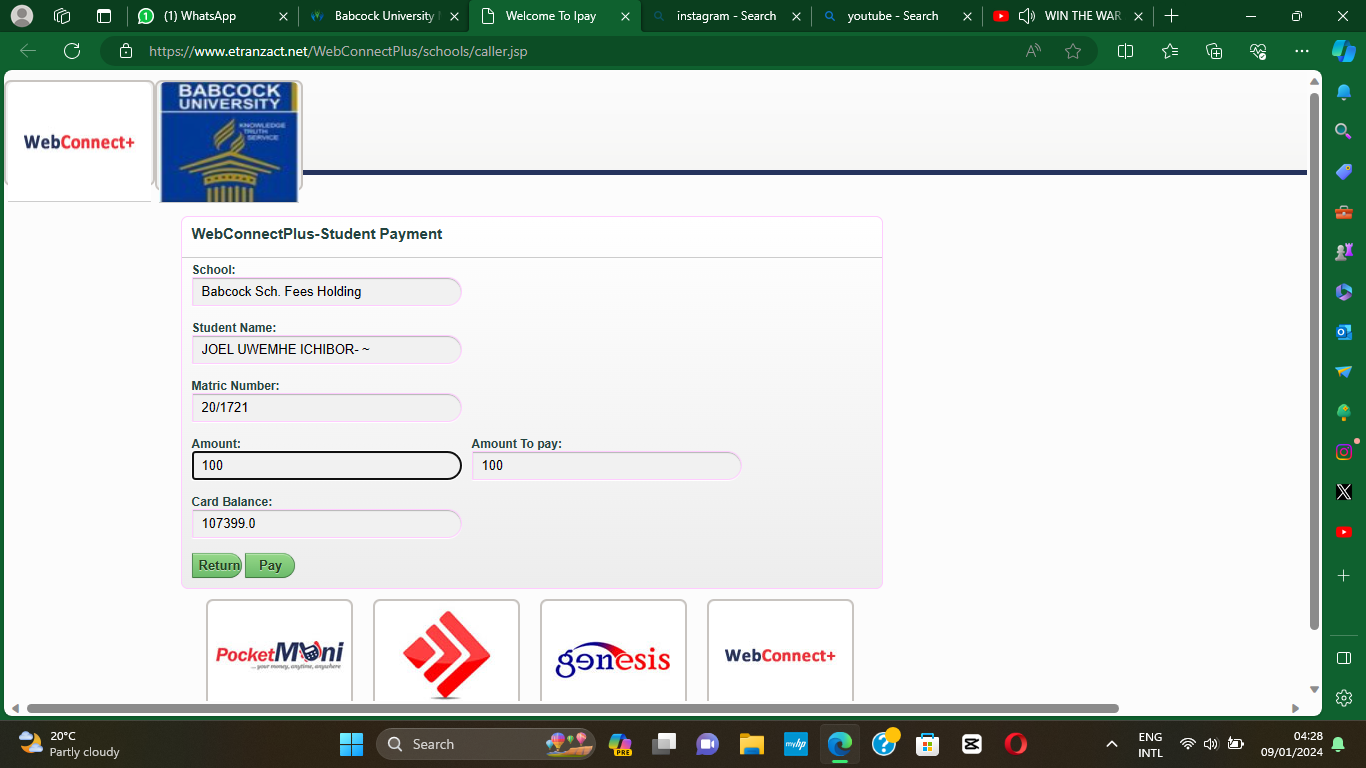 (1) WhatsApp
Babcock University
Welcome To Ipay
instagram - Search
youtube - Search
WIN THE WAR
https://www.etranzact.net/WebConnectPlus/schools/caller.jsp
WebConnect+
BABCOCK
UNIVERSITY
KNOWLEDGE
TRUTH
SERVICE
WebConnectPlus-Student Payment
School:
Babcock Sch. Fees Holding
Student Name:
JOEL UWEMHE ICHIBOR- ~
Matric Number:
20/1721
Amount:
Amount To pay:
100
100
Card Balance:
107399.0
Return
Pay
PocketMoni
... your money, anytime, anywhere
genesis
WebConnect+
20°C
Partly cloudy
Search
PRE
myhp
ENG
INTL
04:28
09/01/2024